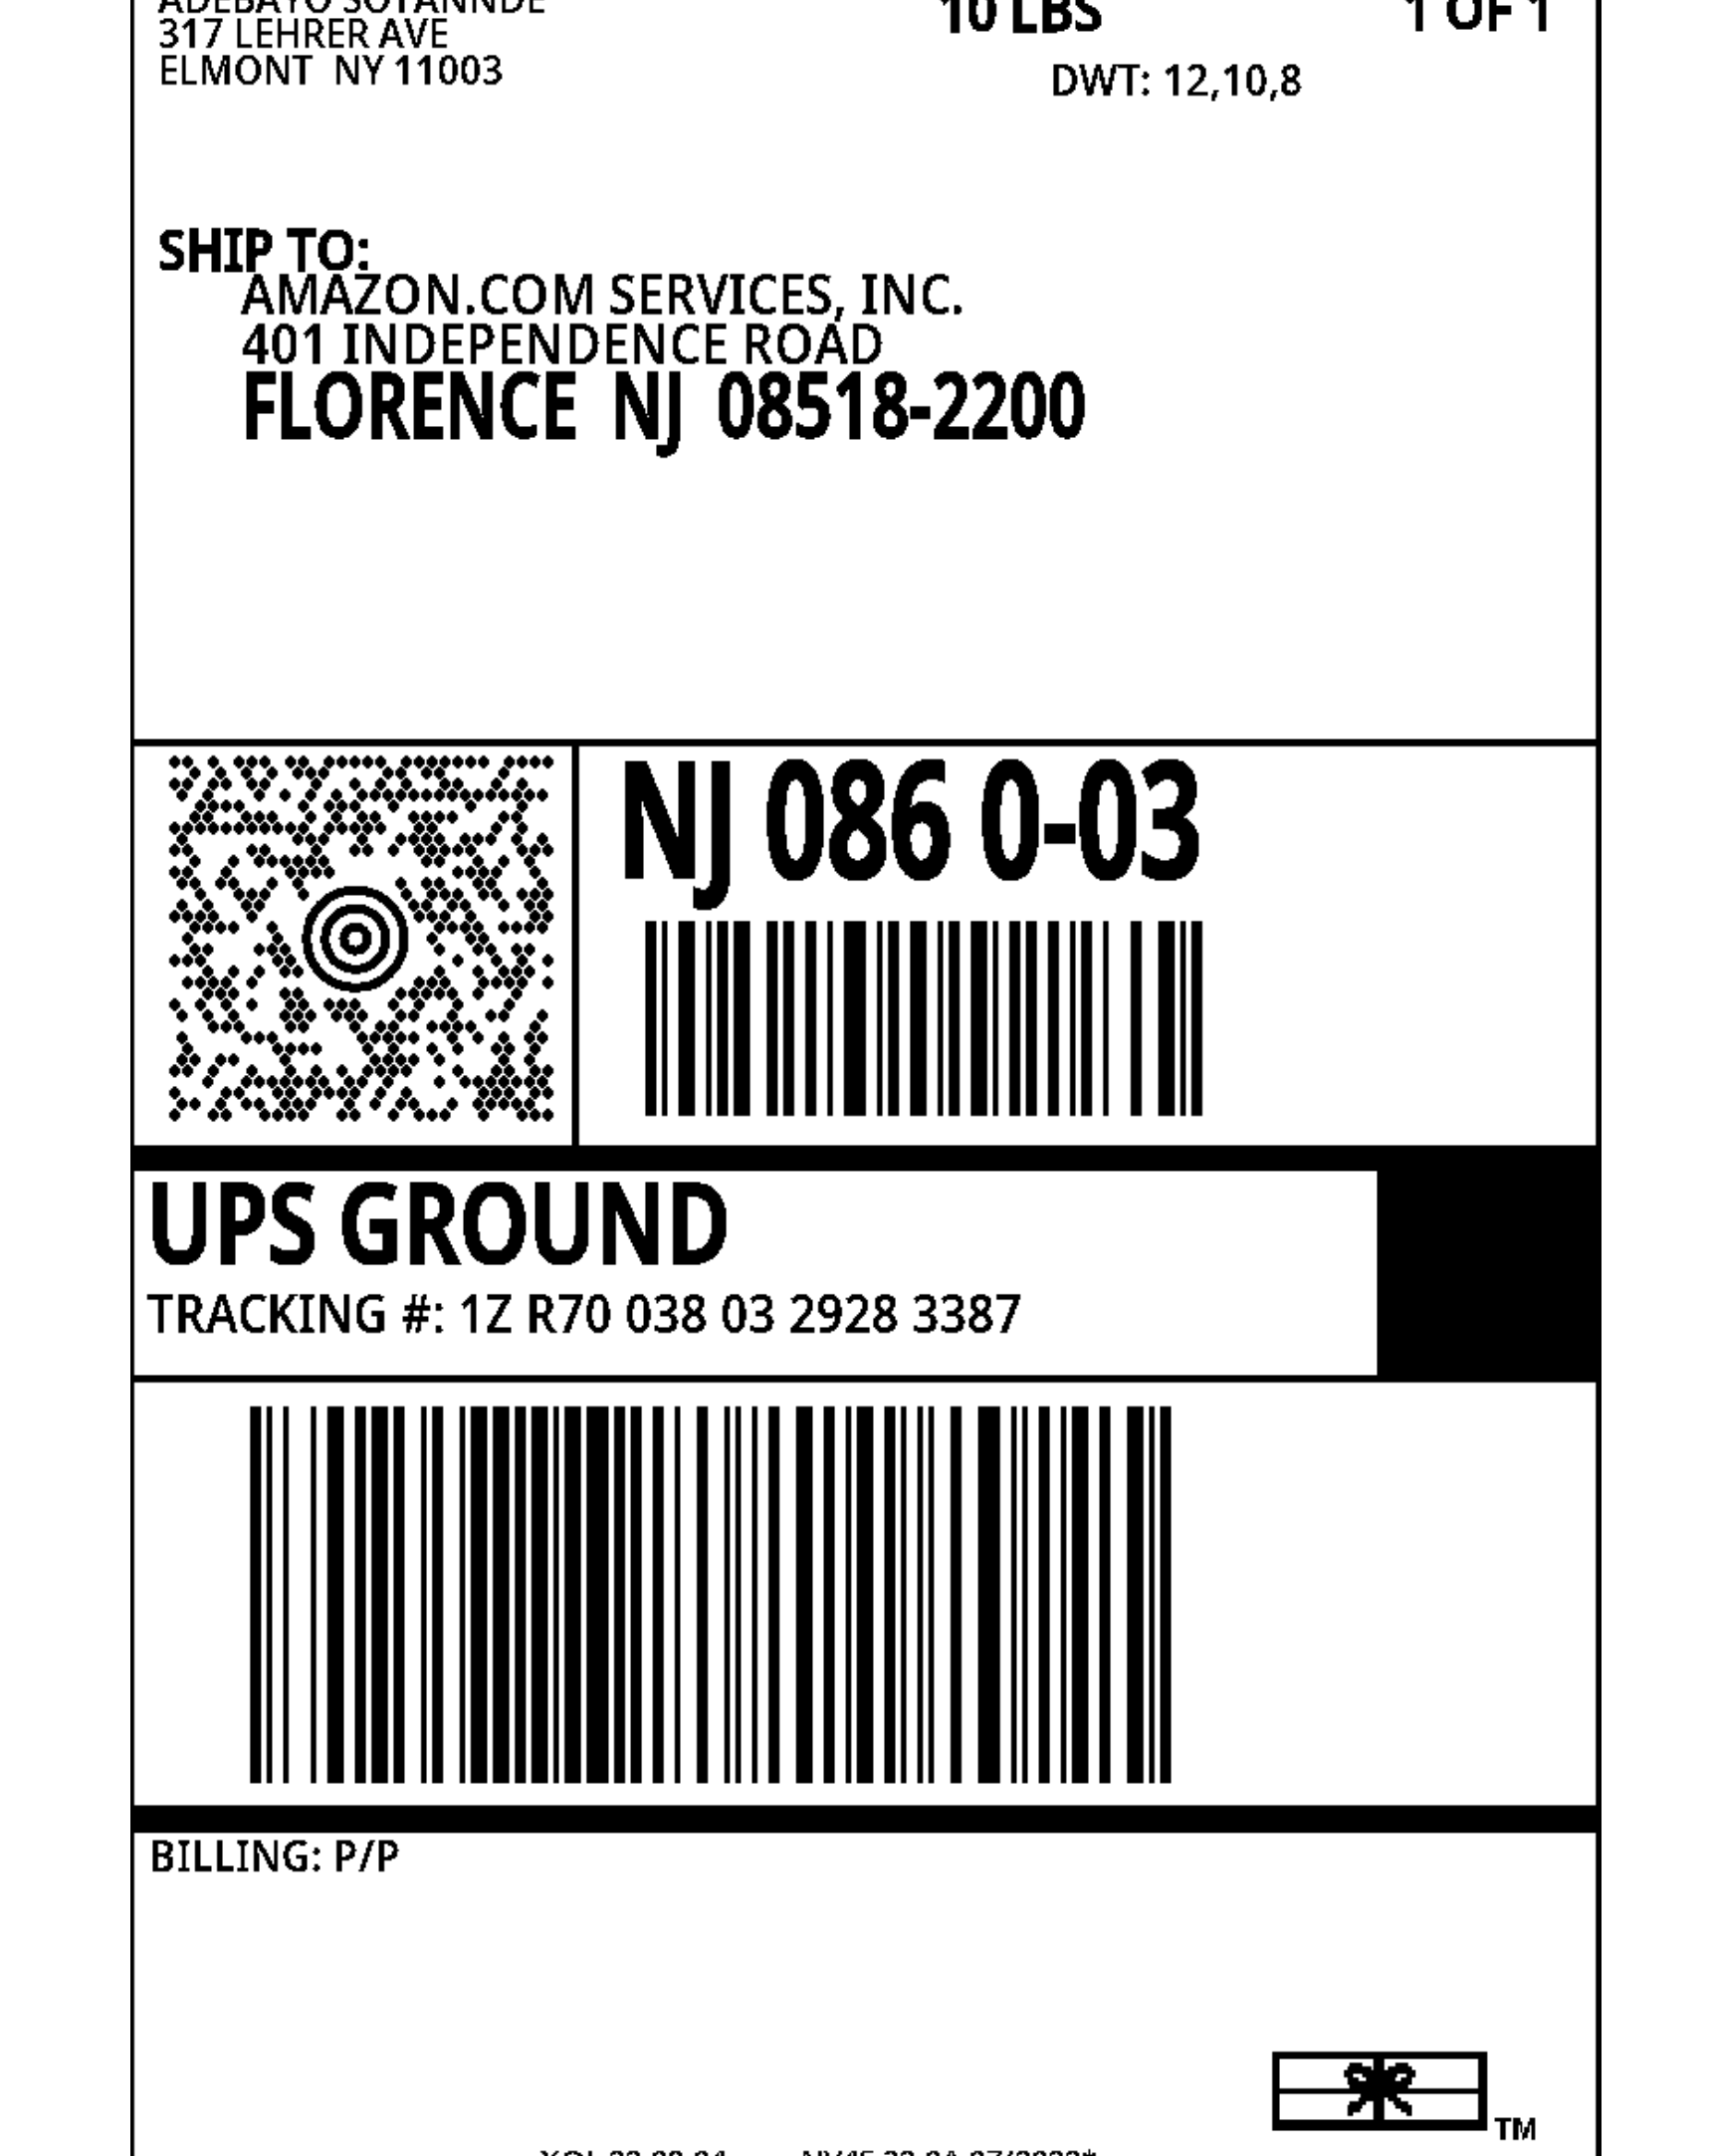 ADEBAYO SOTANNDE
317 LEHRER AVE
ELMONT NY 11003
10 LBS
1 OF 1
DWT: 12,10,8
SHIP TO:
AMAZON.COM SERVICES, INC.
401 INDEPENDENCE ROAD
FLORENCE NJ 08518-2200
NJ 086 0-03
UPS GROUND
TRACKING #: 1Z R70 038 03 2928 3387
BILLING: P/P
TM